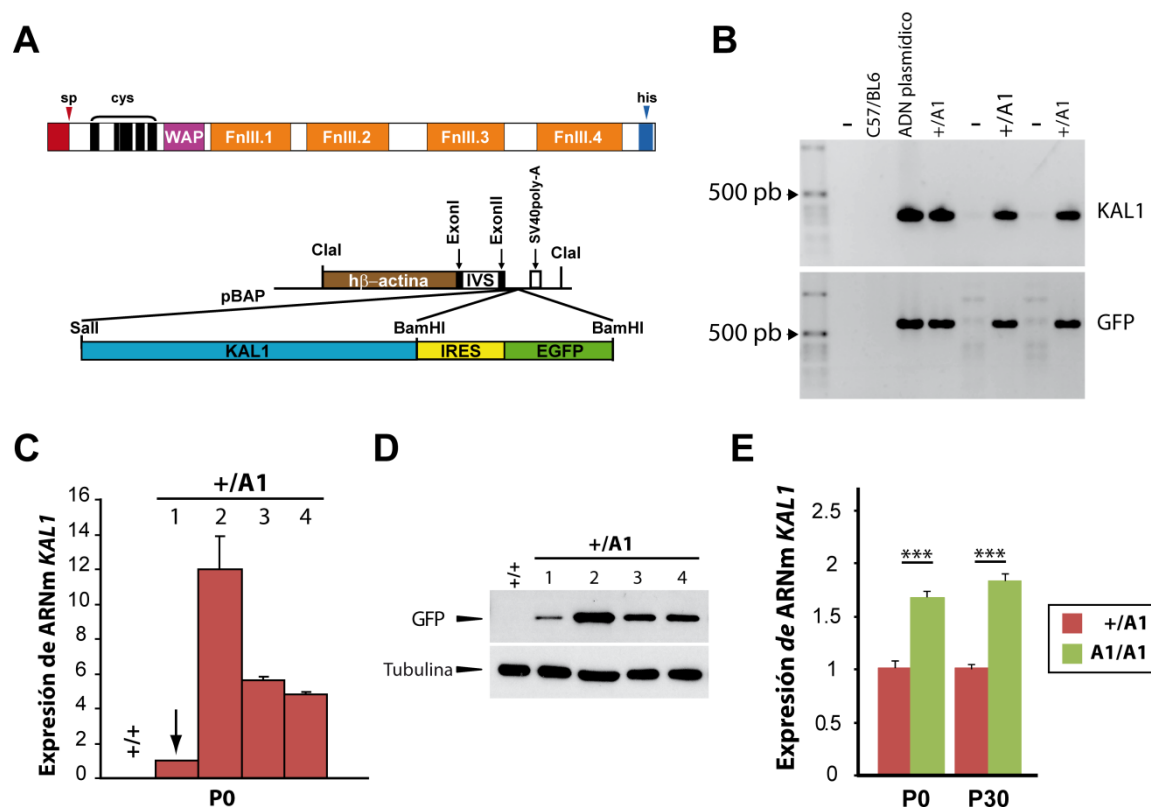 A
sp
cys
his
WAP
FnIII.1
FnIII.2
FnIII.3
FnIII.4
ExonI
ExonII
SV40poly-A
ClaI
ClaI
hβ–actina
IVS
pBAP
SalI
BamHI
BamHI
KAL1
IRES
EGFP
B
–
C57/BL6
ADN plasmídico
+/A1
–
+/A1
–
+/A1
500 pb
KAL1
500 pb
GFP
C
Expresión de ARNm KAL1
+/A1
1 2 3 4
16
14
12
10
8
6
4
2
0
+/+
P0
D
+/A1
+/+ 1 2 3 4
GFP
Tubulina
E
Expresión de ARNm KAL1
2.5
2
1.5
1
0.5
0
***
***
P0 P30
+/A1
A1/A1